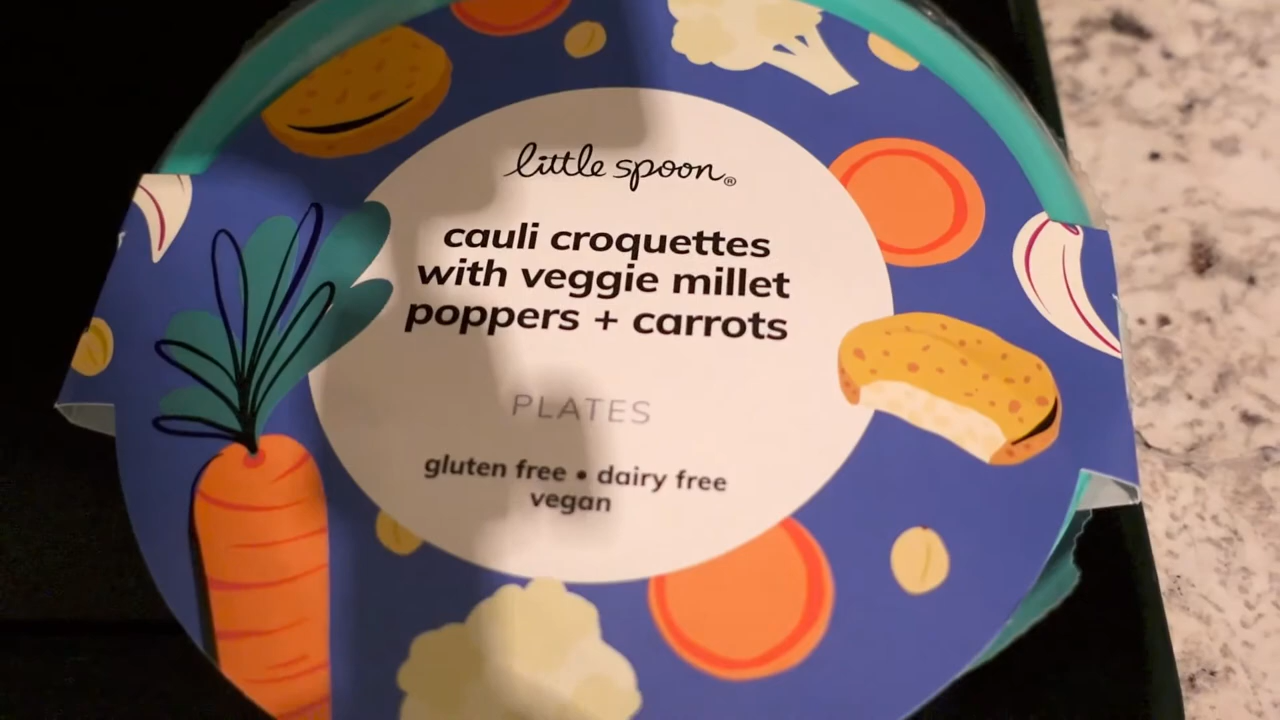 little spoon®
cauli croquettes
with veggie millet
poppers + carrots
PLATES
gluten free • dairy free
vegan